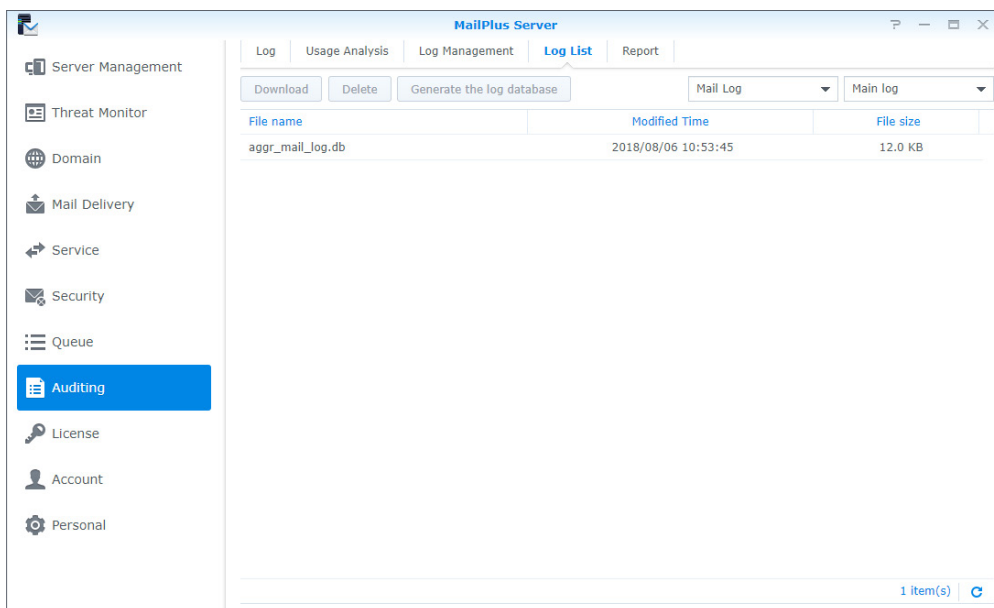 MailPlus Server
Server Management
Threat Monitor
Domain
Mail Delivery
Service
Security
Queue
Auditing
License
Account
Personal
Log Usage Analysis Log Management Log List Report
Download Delete Generate the log database Mail Log Main log
File name Modified Time File size
aggr_mail_log.db 2018/08/06 10:53:45 12.0 KB
1 item(s)